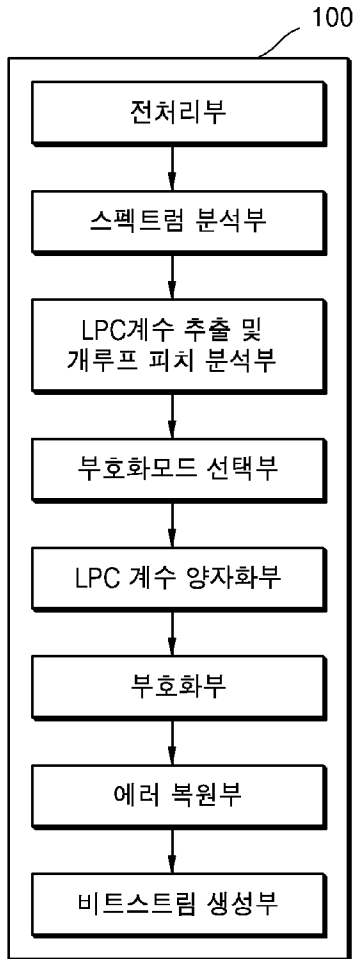 100
전처리부
스펙트럼 분석부
LPC계수 추출 및
개루프 피치 분석부
부호화모드 선택부
LPC 계수 양자화부
부호화부
에러 복원부
비트스트림 생성부